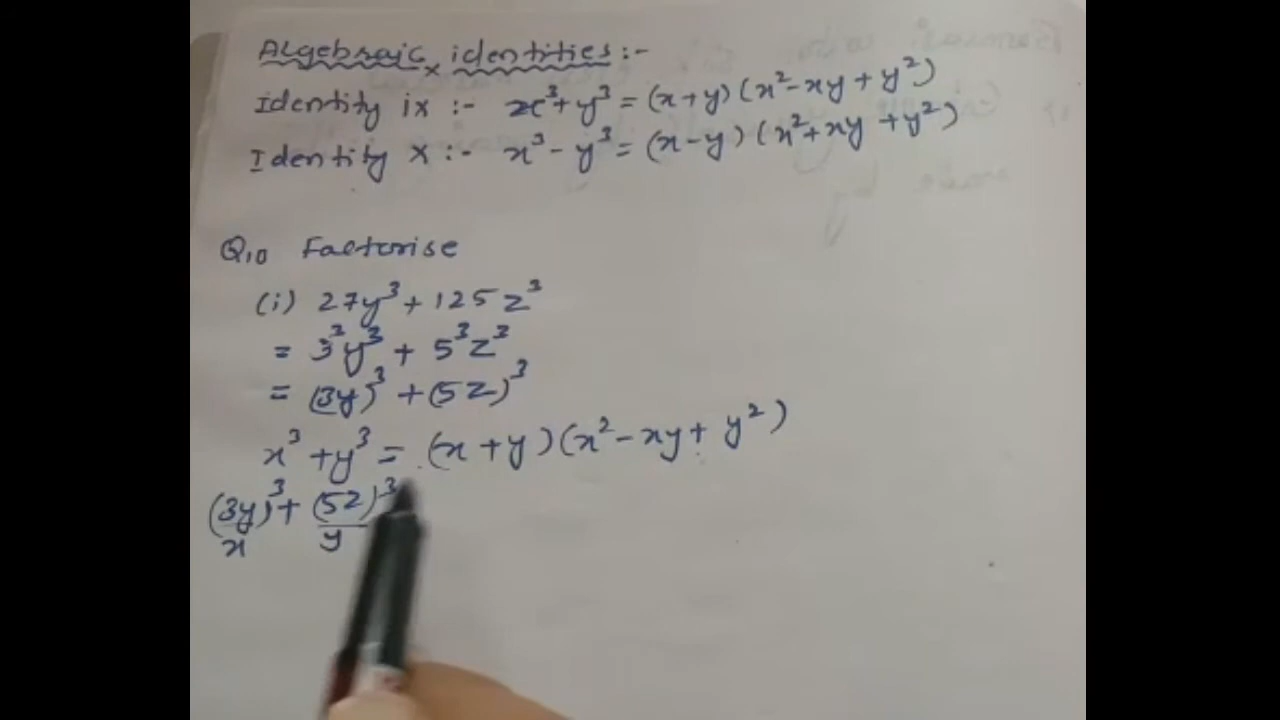 Algebraic identities :-
Identity ix :- x³+y³ = (x+y)(x²-xy+y²)
Identity x :- x³-y³ = (x-y)(x²+xy+y²)
Q.10 Factorise
(i) 27y³+125z³
= 3³y³ + 5³z³
= (3y)³ + (5z)³
x³+y³ = (x+y)(x²-xy+y²)
(3y)³+(5z)³
x y